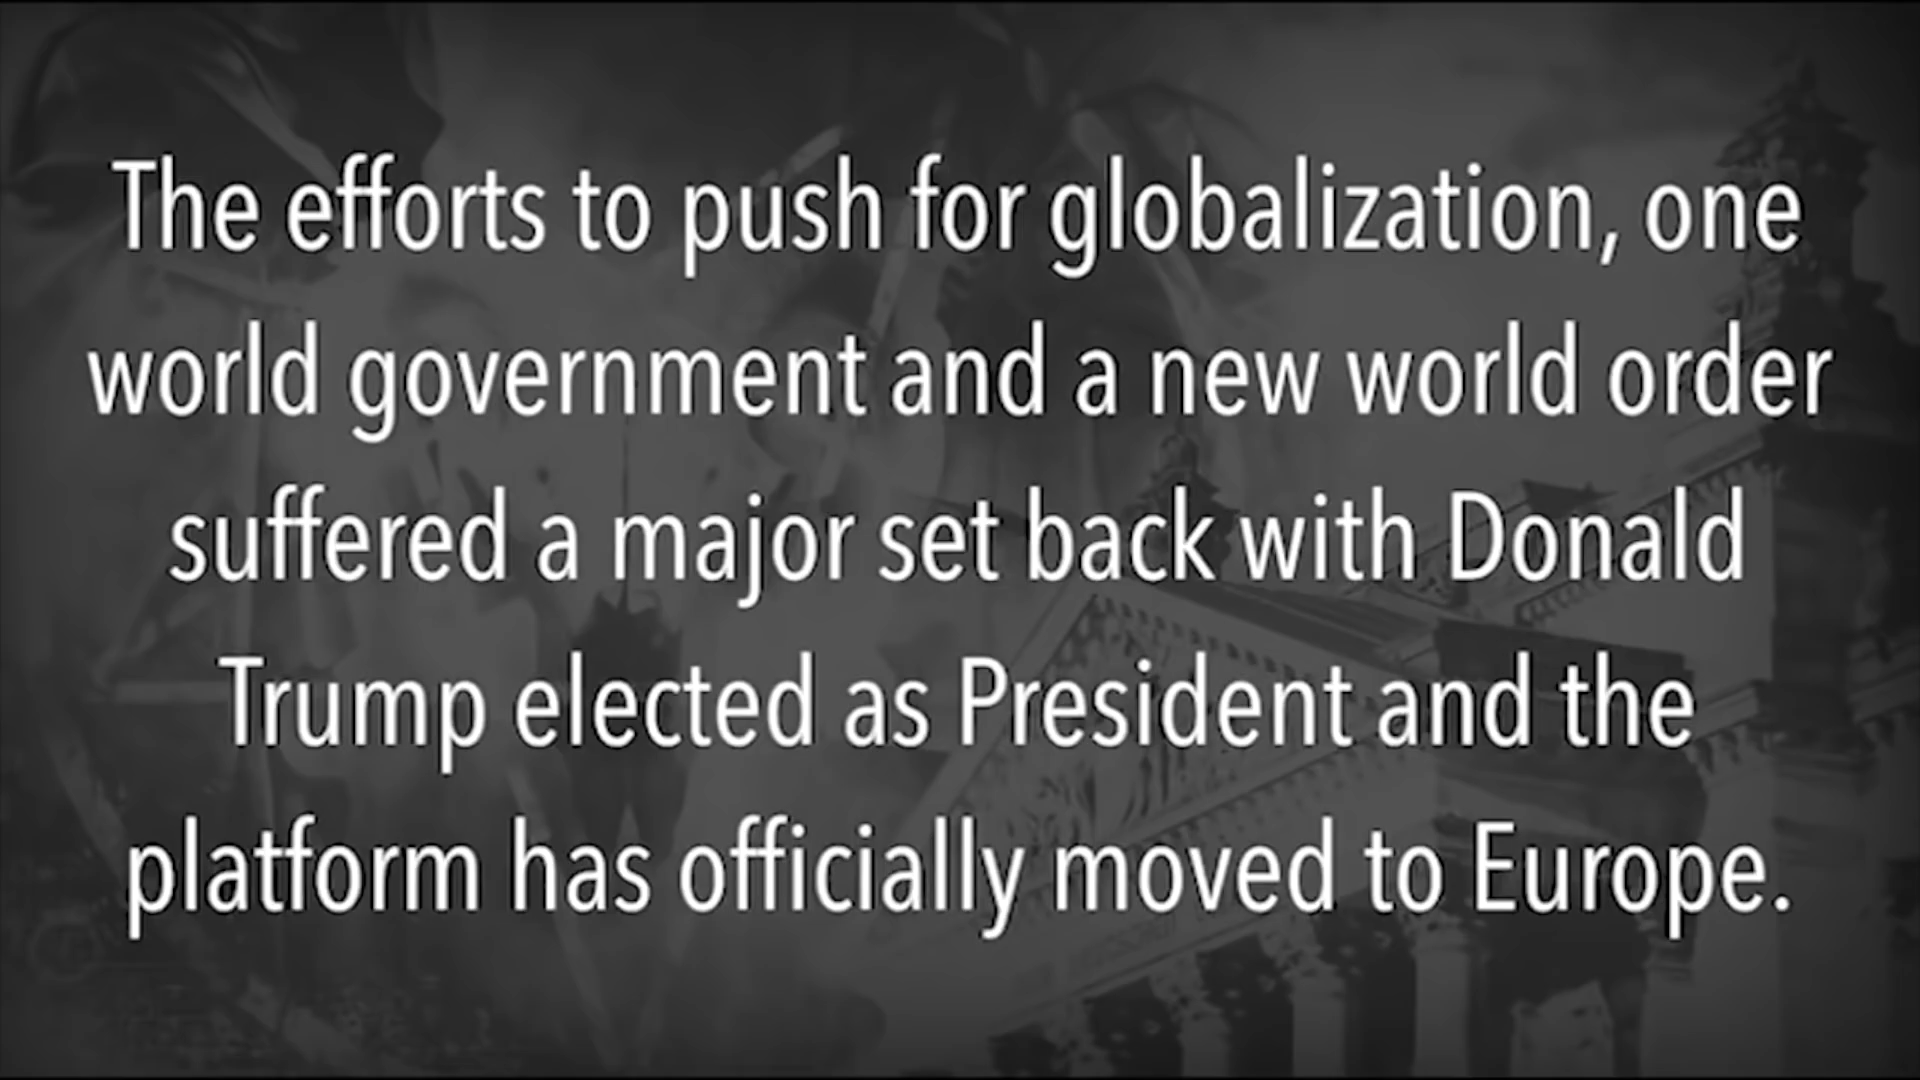 The efforts to push for globalization, one
world government and a new world order
suffered a major set back with Donald
Trump elected as President and the
platform has officially moved to Europe.